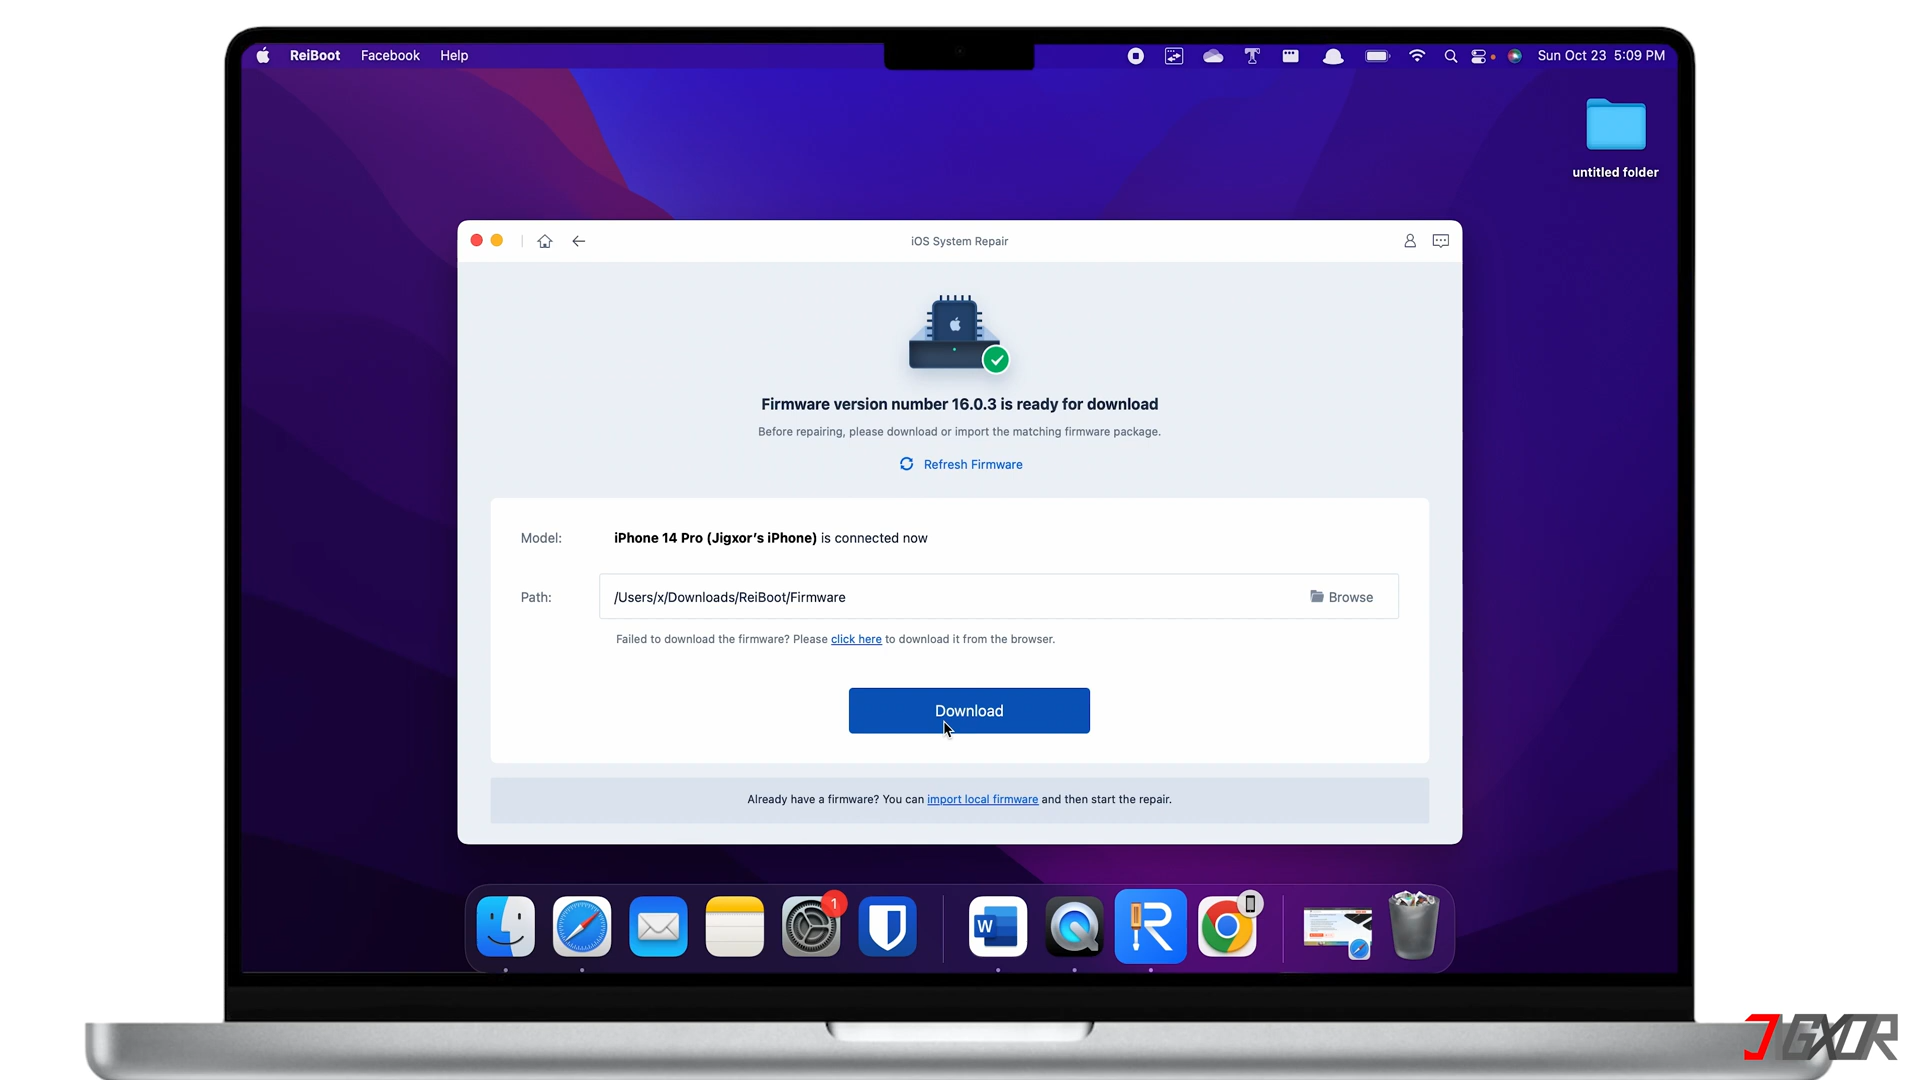 ReiBoot Facebook Help
Sun Oct 23 5:09 PM
untitled folder
iOS System Repair
Firmware version number 16.0.3 is ready for download
Before repairing, please download or import the matching firmware package.
Refresh Firmware
Model: iPhone 14 Pro (Jigxor's iPhone) is connected now
Path: /Users/x/Downloads/ReiBoot/Firmware Browse
Failed to download the firmware? Please click here to download it from the browser.
Download
Already have a firmware? You can import local firmware and then start the repair.
1
W
R
JIGXOR